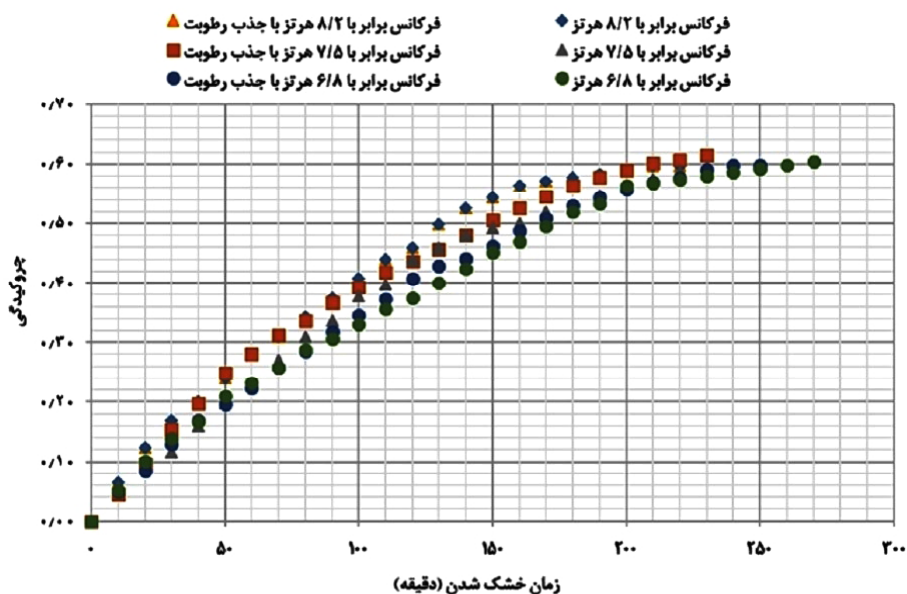 فرکانس برابر با ۸/۲ هرتز
فرکانس برابر با ۸/۲ هرتز با جذب رطوبت
فرکانس برابر با ۷/۵ هرتز
فرکانس برابر با ۷/۵ هرتز با جذب رطوبت
فرکانس برابر با ۶/۸ هرتز
فرکانس برابر با ۶/۸ هرتز با جذب رطوبت
۰/۷۰
۰/۶۰
۰/۵۰
۰/۴۰
۰/۳۰
۰/۲۰
۰/۱۰
۰/۰۰
چروکیدگی
۰ ۵۰ ۱۰۰ ۱۵۰ ۲۰۰ ۲۵۰ ۳۰۰
زمان خشک شدن (دقیقه)